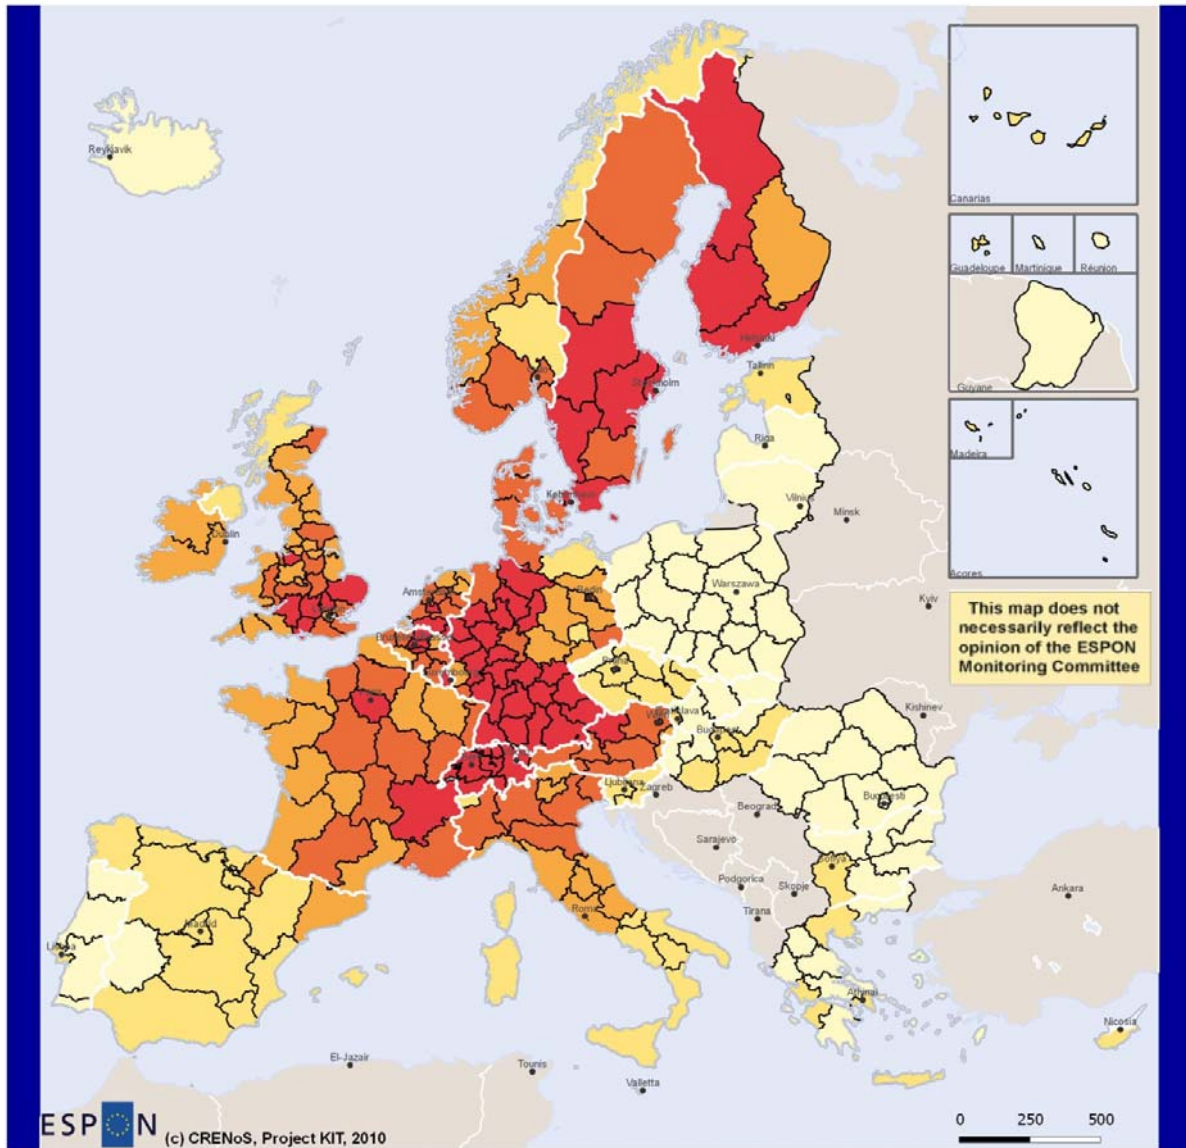 Reykjavik
Canarias
Guadeloupe
Martinique
Réunion
Guyane
Helsinki
Tallinn
Stockholm
Madeira
Riga
Vilnius
Minsk
Dublin
Acores
Warszawa
Kyiv
This map does not
necessarily reflect the
opinion of the ESPON
Monitoring Committee
Berlin
Praha
Kishinev
Bratislava
Budapest
Ljubljana
Zagreb
Beograd
Bucuresti
Sarajevo
Sofiya
Podgorica
Skopje
Ankara
Roma
Tirana
Madrid
Lisboa
Athinai
Nicosia
El-Jazair
Tounis
Valletta
ESPON
(c) CRENoS, Project KIT, 2010
0 250 500